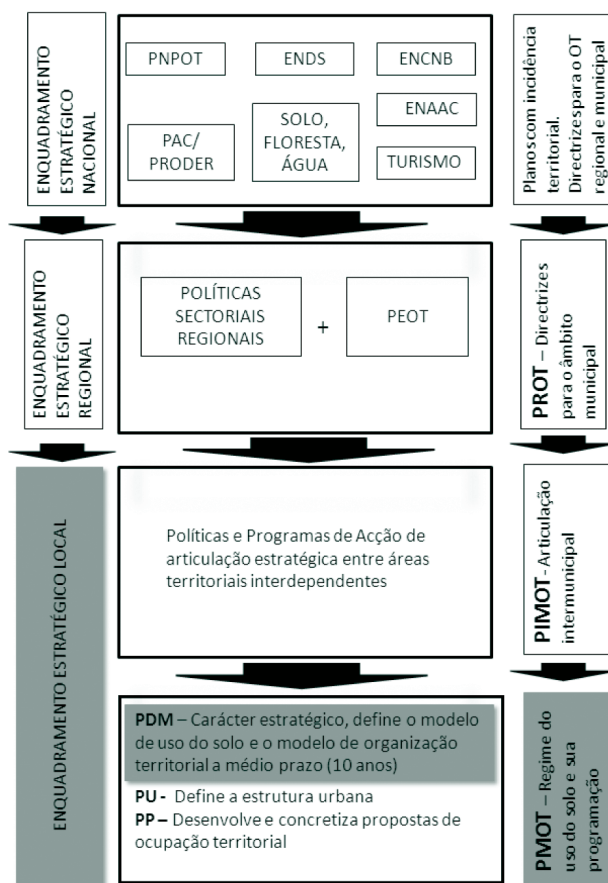 ENQUADRAMENTO
ESTRATÉGICO
NACIONAL
PNPOT
ENDS
ENCNB
ENAAC
PAC/
PRODER
SOLO,
FLORESTA,
ÁGUA
TURISMO
Planos com incidência
territorial.
Directrizes para o OT
regional e municipal
ENQUADRAMENTO
ESTRATÉGICO
REGIONAL
POLÍTICAS
SECTORIAIS
REGIONAIS
+
PEOT
PROT – Directrizes
para o âmbito
municipal
ENQUADRAMENTO ESTRATÉGICO LOCAL
Políticas e Programas de Acção de
articulação estratégica entre áreas
territoriais interdependentes
PIMOT - Articulação
intermunicipal
PDM – Carácter estratégico, define o modelo
de uso do solo e o modelo de organização
territorial a médio prazo (10 anos)
PU - Define a estrutura urbana
PP – Desenvolve e concretiza propostas de
ocupação territorial
PMOT – Regime do
uso do solo e sua
programação